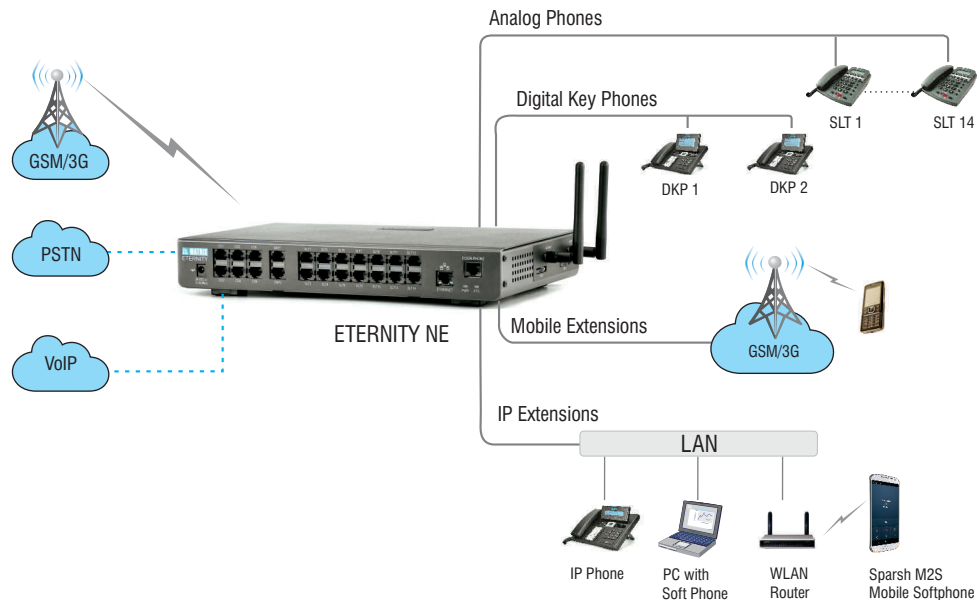 Analog Phones
SLT 1
SLT 14
Digital Key Phones
DKP 1
DKP 2
GSM/3G
PSTN
VoIP
MATRIX
ETERNITY
ETERNITY NE
Mobile Extensions
GSM/3G
IP Extensions
LAN
IP Phone
PC with
Soft Phone
WLAN
Router
Sparsh M2S
Mobile Softphone